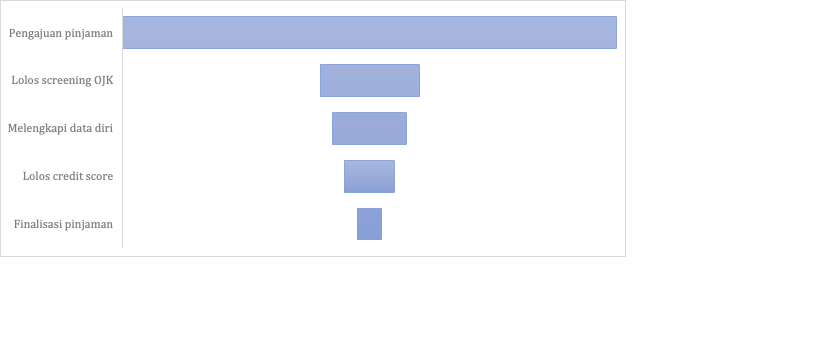 Pengajuan pinjaman
Lolos screening OJK
Melengkapi data diri
Lolos credit score
Finalisasi pinjaman